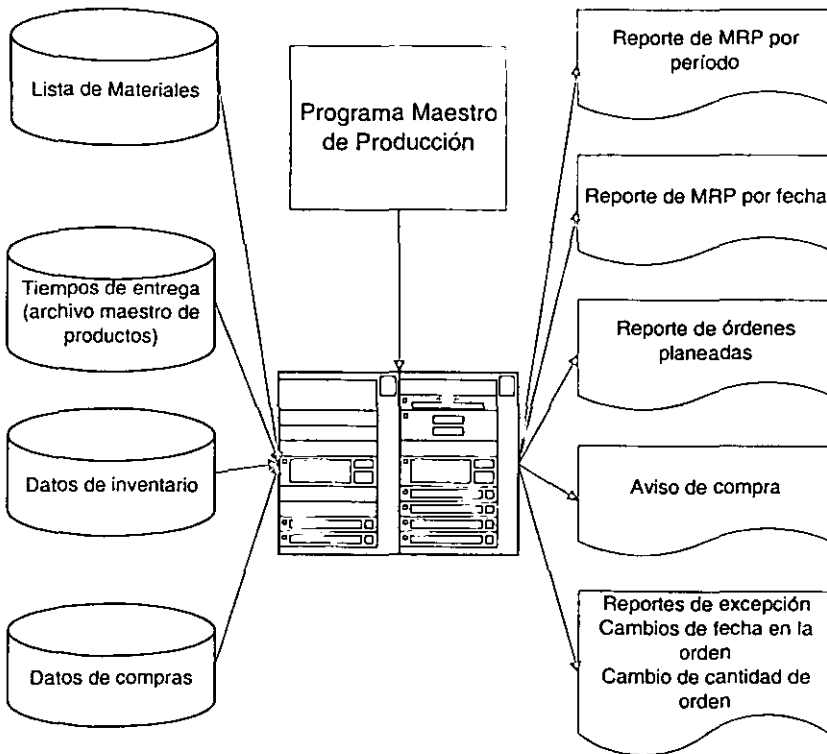 Lista de Materiales
Tiempos de entrega
(archivo maestro de
productos)
Datos de inventario
Datos de compras
Programa Maestro
de Producción
Reporte de MRP por
período
Reporte de MRP por fecha
Reporte de órdenes
planeadas
Aviso de compra
Reportes de excepción
Cambios de fecha en la
orden
Cambio de cantidad de
orden